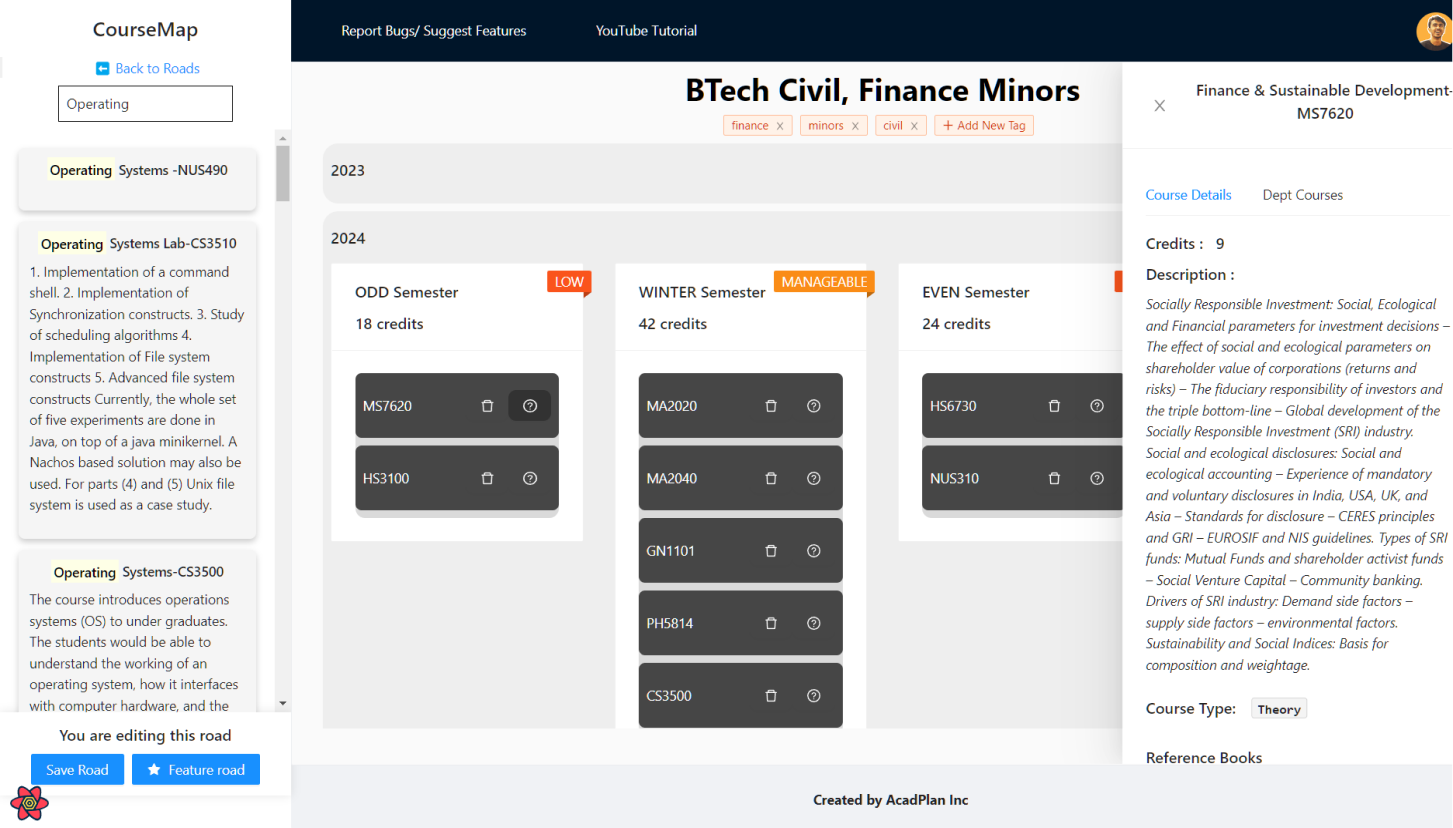 CourseMap
Back to Roads
Operating
Operating Systems -NUS490
Operating Systems Lab-CS3510
1. Implementation of a command
shell. 2. Implementation of
Synchronization constructs. 3. Study
of scheduling algorithms 4.
Implementation of File system
constructs 5. Advanced file system
constructs Currently, the whole set
of five experiments are done in
Java, on top of a java minikernel. A
Nachos based solution may also be
used. For parts (4) and (5) Unix file
system is used as a case study.
Operating Systems-CS3500
The course introduces operations
systems (OS) to under graduates.
The students would be able to
understand the working of an
operating system, how it interfaces
with computer hardware, and the
You are editing this road
Save Road
Feature road
Report Bugs/ Suggest Features
YouTube Tutorial
BTech Civil, Finance Minors
finance x
minors x
civil x
+ Add New Tag
2023
2024
ODD Semester
LOW
18 credits
MS7620
HS3100
WINTER Semester
MANAGEABLE
42 credits
MA2020
MA2040
GN1101
PH5814
CS3500
EVEN Semester
24 credits
HS6730
NUS310
Finance & Sustainable Development-
MS7620
Course Details
Dept Courses
Credits : 9
Description :
Socially Responsible Investment: Social, Ecological
and Financial parameters for investment decisions –
The effect of social and ecological parameters on
shareholder value of corporations (returns and
risks) – The fiduciary responsibility of investors and
the triple bottom-line – Global development of the
Socially Responsible Investment (SRI) industry.
Social and ecological disclosures: Social and
ecological accounting – Experience of mandatory
and voluntary disclosures in India, USA, UK, and
Asia – Standards for disclosure – CERES principles
and GRI – EUROSIF and NIS guidelines. Types of SRI
funds: Mutual Funds and shareholder activist funds
– Social Venture Capital – Community banking.
Drivers of SRI industry: Demand side factors –
supply side factors – environmental factors.
Sustainability and Social Indices: Basis for
composition and weightage.
Course Type: Theory
Reference Books
Created by AcadPlan Inc